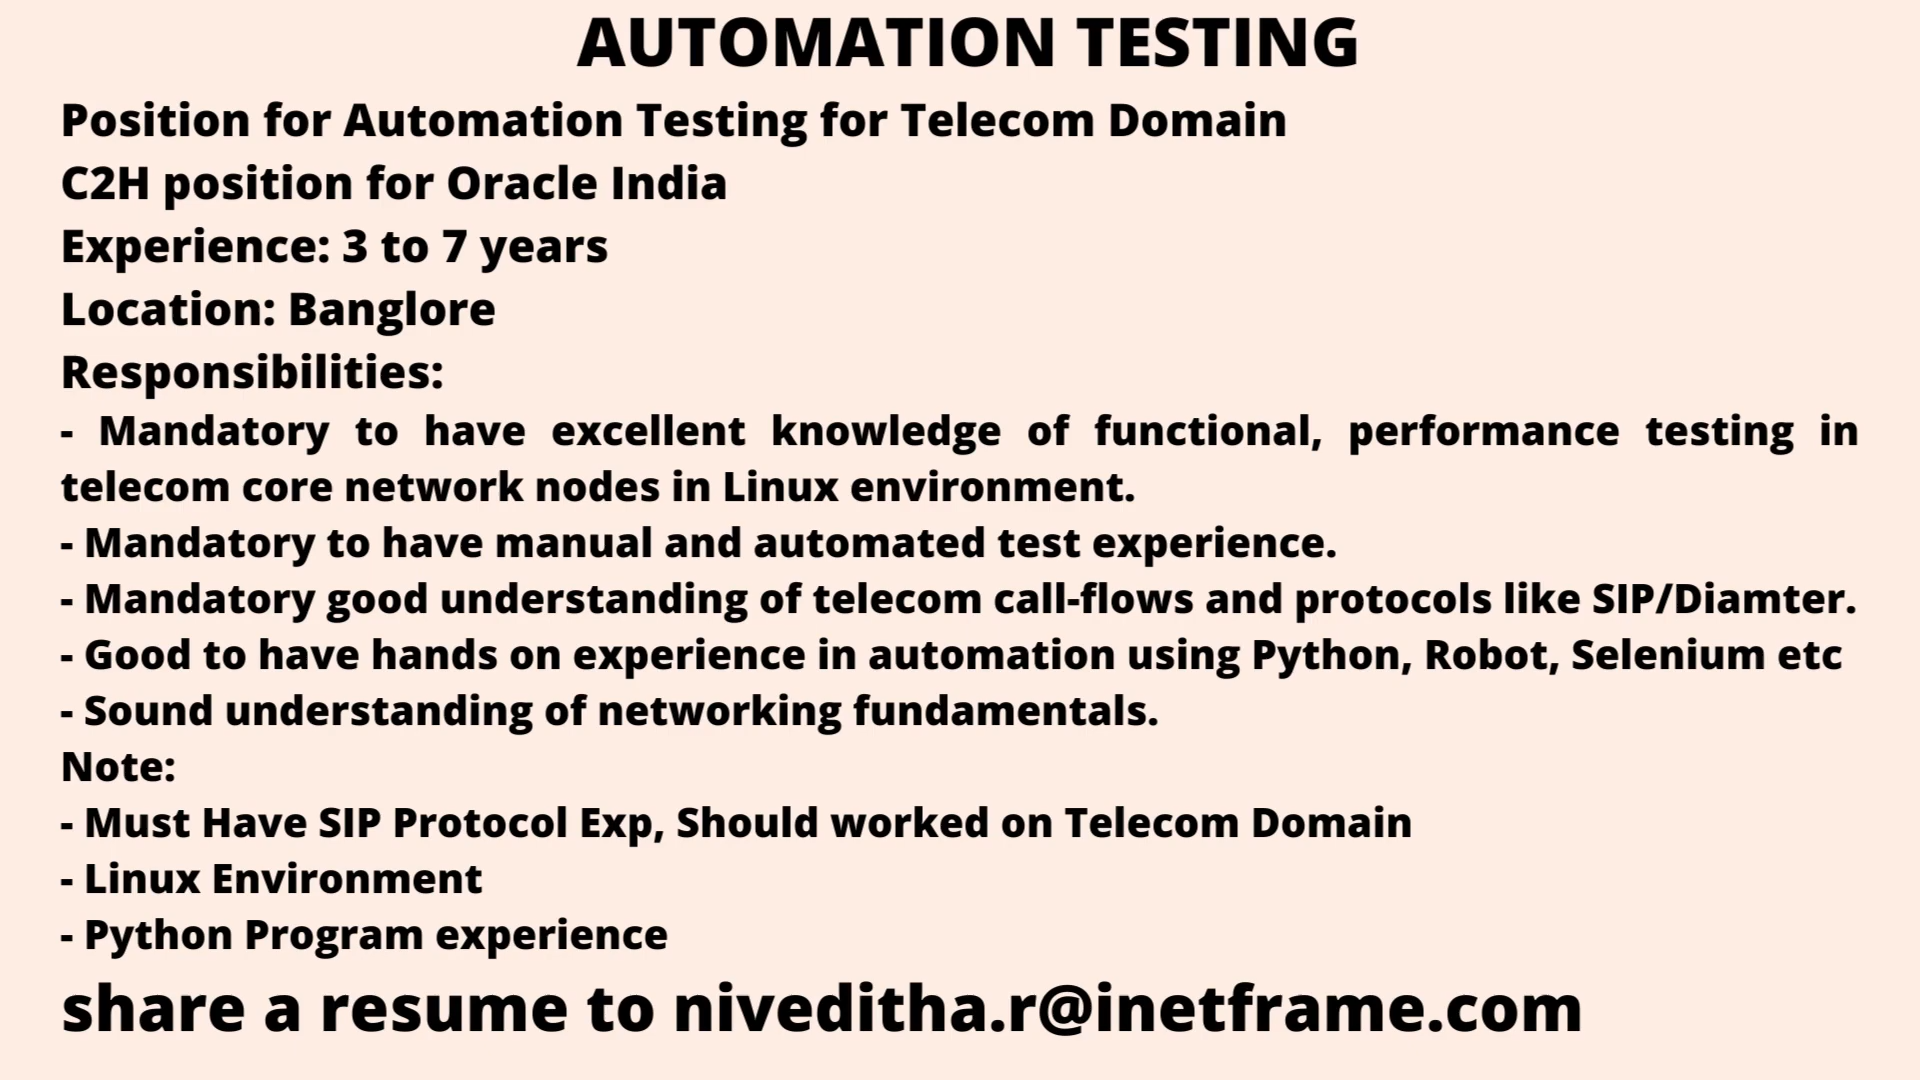 AUTOMATION TESTING
Position for Automation Testing for Telecom Domain
C2H position for Oracle India
Experience: 3 to 7 years
Location: Banglore
Responsibilities:
- Mandatory to have excellent knowledge of functional, performance testing in
telecom core network nodes in Linux environment.
- Mandatory to have manual and automated test experience.
- Mandatory good understanding of telecom call-flows and protocols like SIP/Diamter.
- Good to have hands on experience in automation using Python, Robot, Selenium etc
- Sound understanding of networking fundamentals.
Note:
- Must Have SIP Protocol Exp, Should worked on Telecom Domain
- Linux Environment
- Python Program experience
share a resume to niveditha.r@inetframe.com